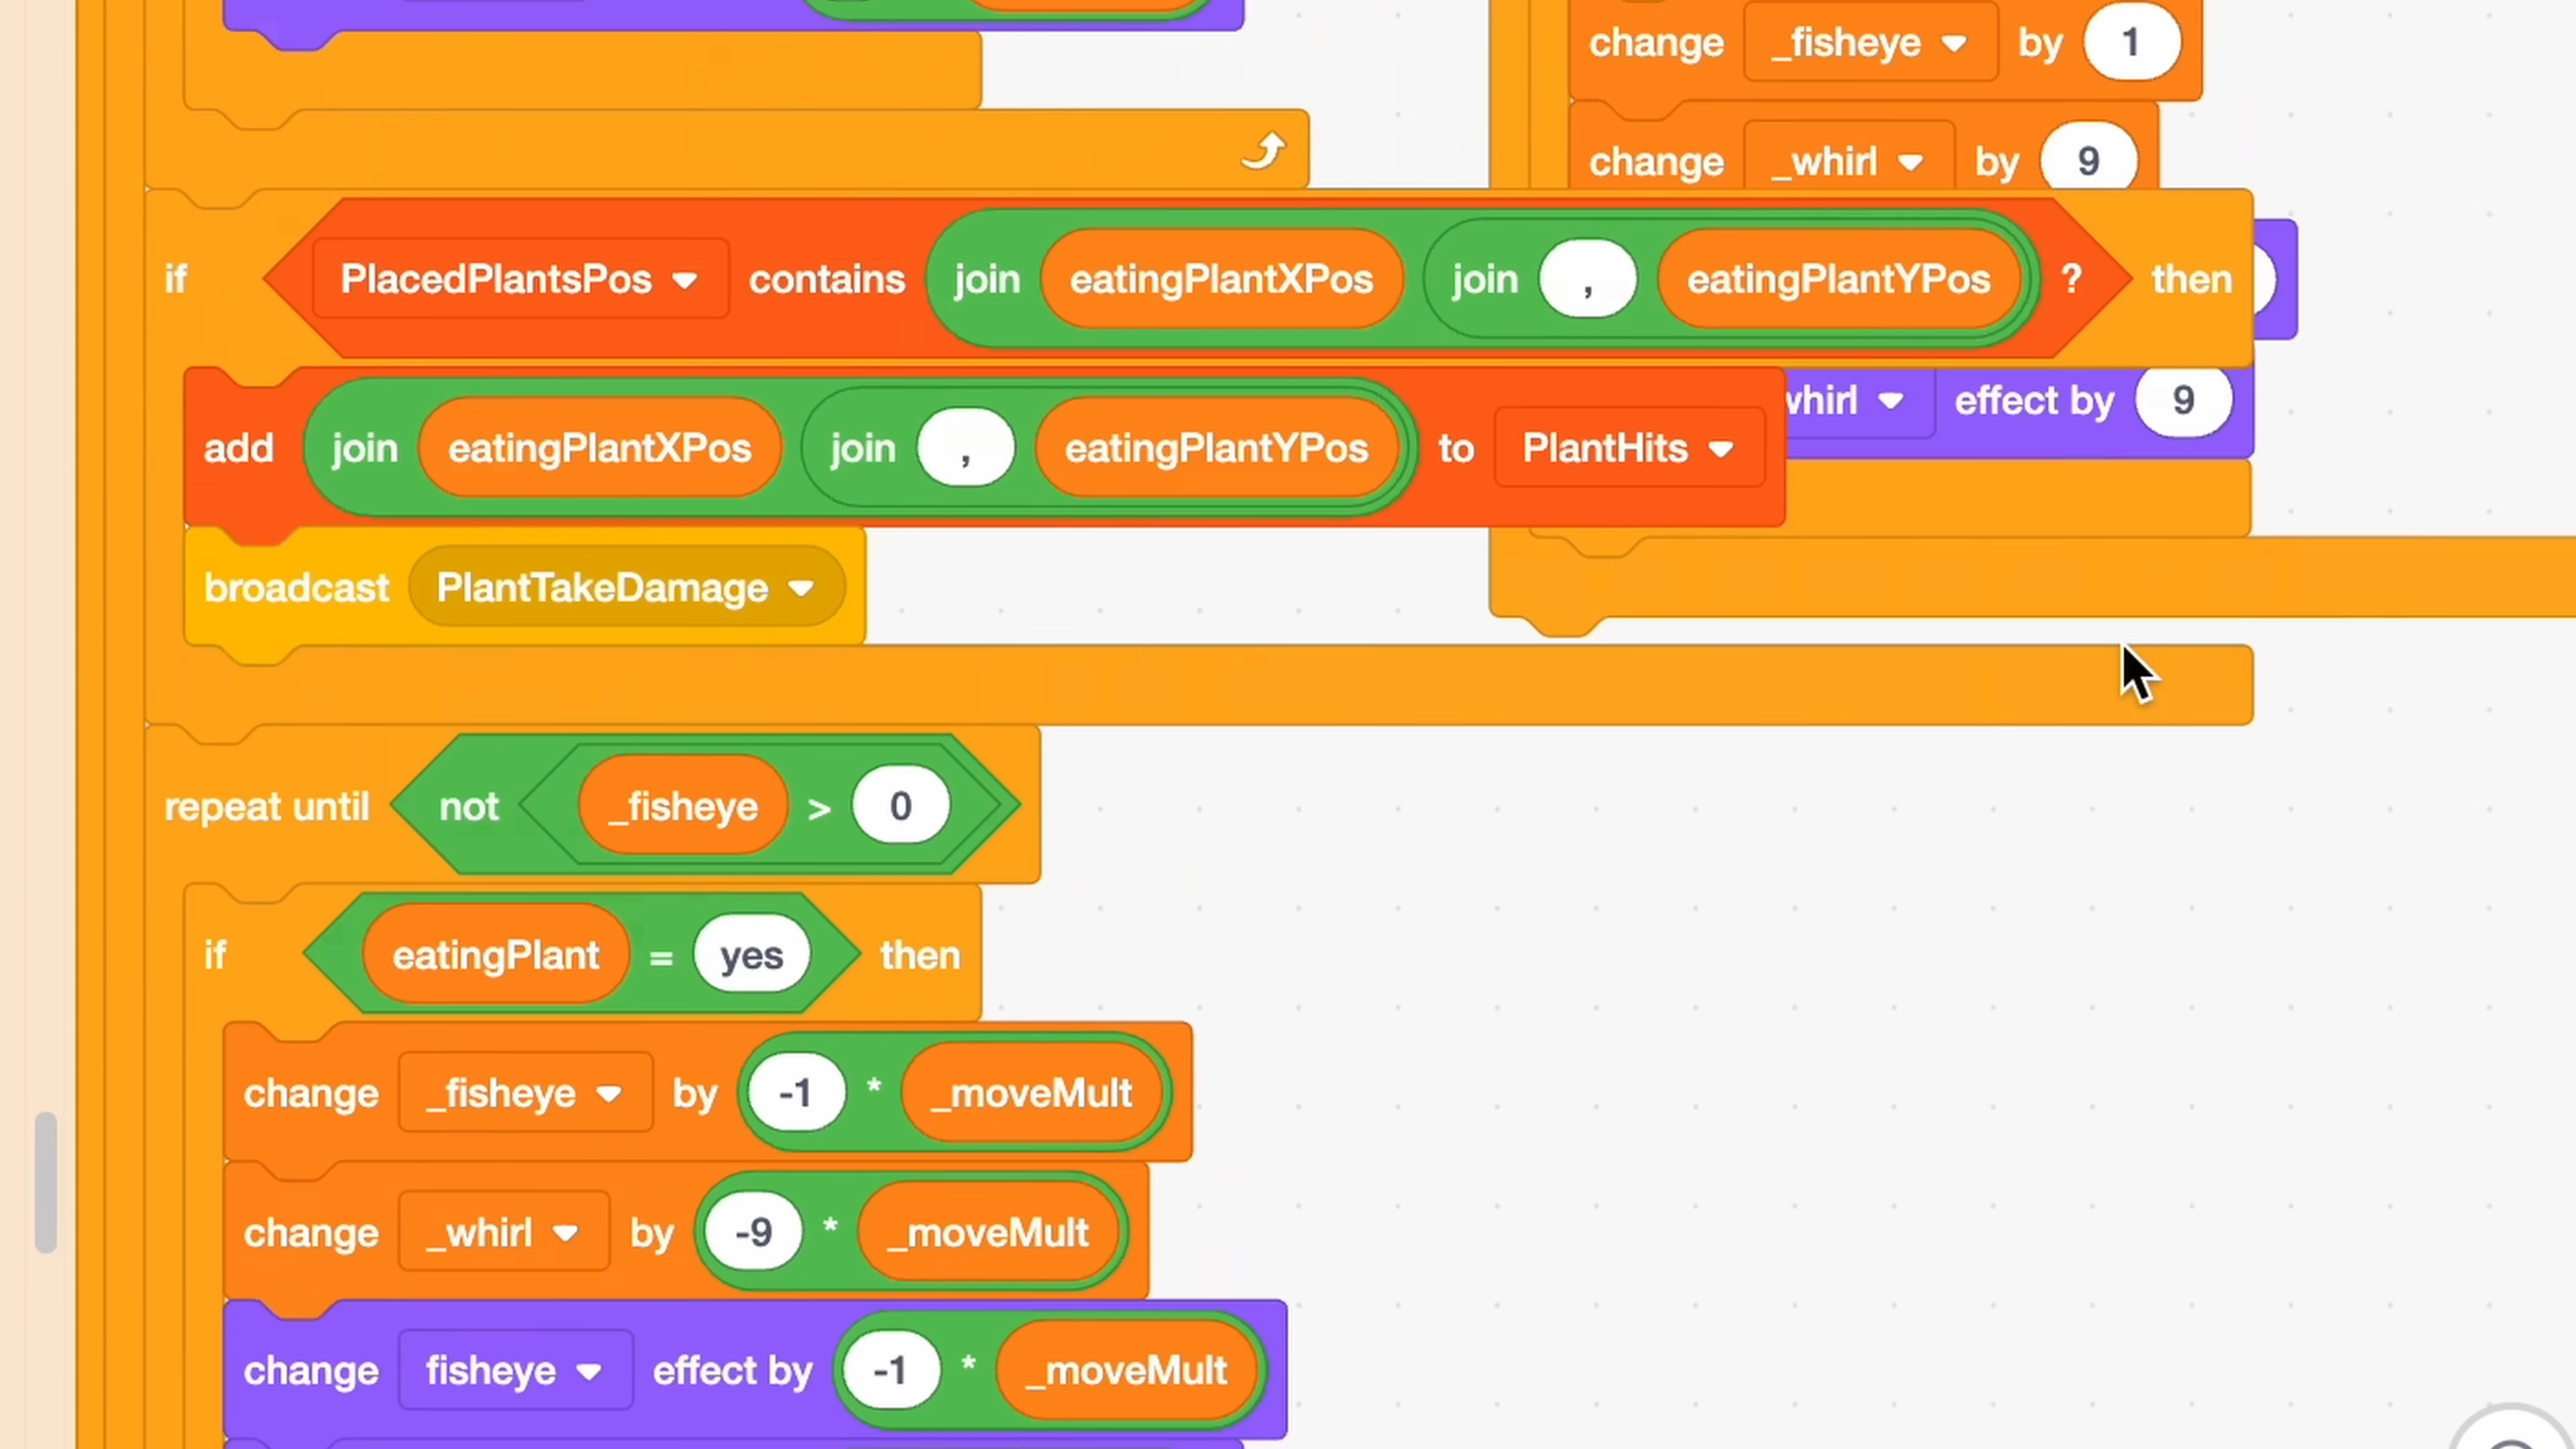 change _fisheye by 1
change _whirl by 9
if PlacedPlantsPos contains join eatingPlantXPos join , eatingPlantYPos ? then
whirl effect by 9
add join eatingPlantXPos join , eatingPlantYPos to PlantHits
broadcast PlantTakeDamage
repeat until not _fisheye > 0
if eatingPlant = yes then
change _fisheye by -1 * _moveMult
change _whirl by -9 * _moveMult
change fisheye effect by -1 * _moveMult